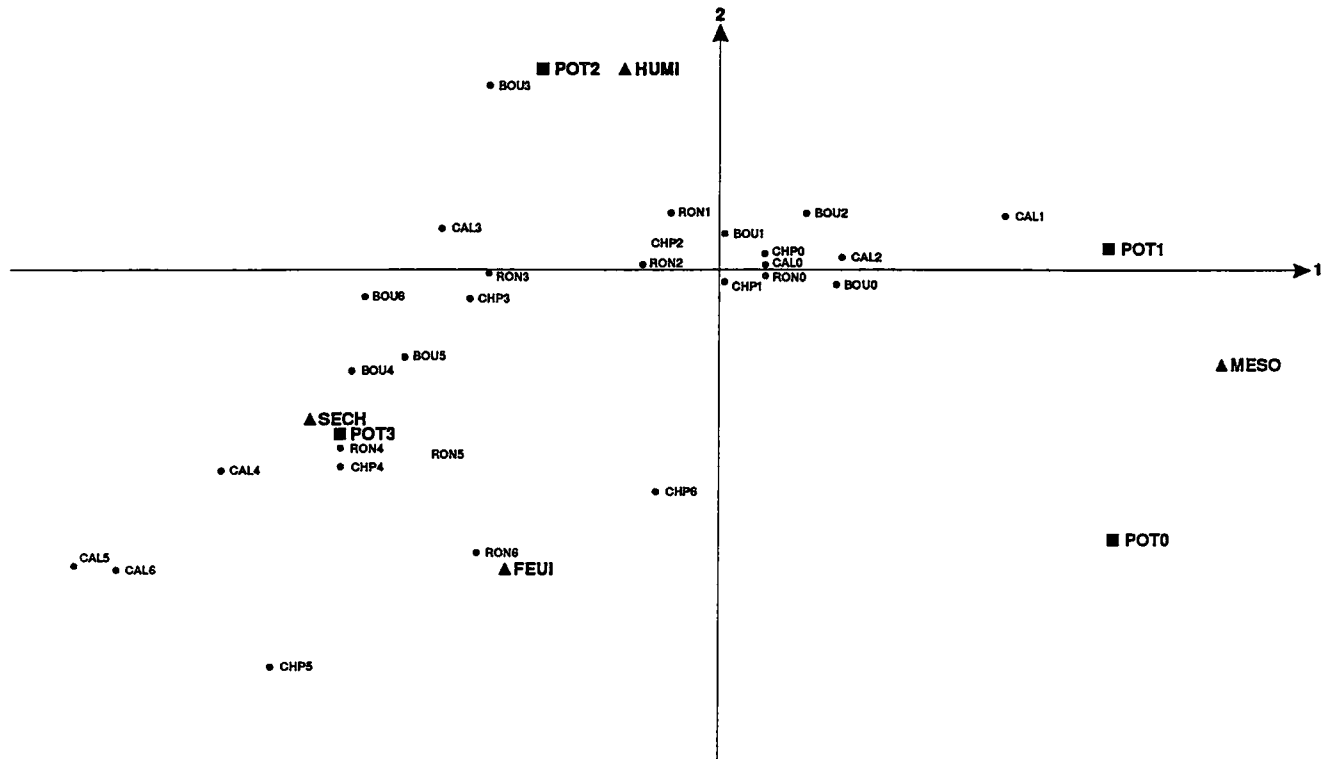 2
POT2
HUMI
BOU3
RON1
BOU2
CAL1
CAL3
BOU1
CHP2
CHP0
POT1
CAL2
RON2
CAL0
RON3
RON0
1
CHP1
BOU0
BOU6
CHP3
BOU5
MESO
BOU4
SECH
POT3
RON4
RON5
CHP4
CAL4
CHP6
POT0
RON6
CAL5
CAL6
FEUI
CHP5